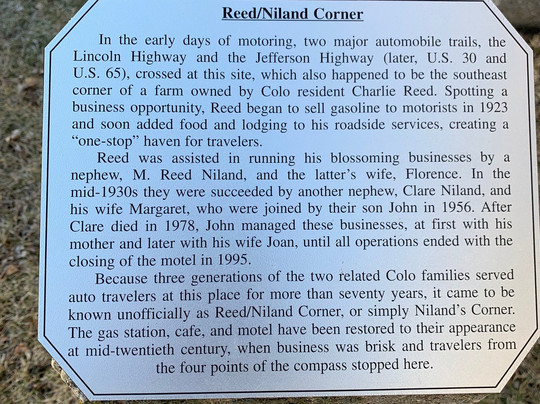 Reed/Niland Corner
In the early days of motoring, two major automobile trails, the
Lincoln Highway and the Jefferson Highway (later, U.S. 30 and
U.S. 65), crossed at this site, which also happened to be the southeast
corner of a farm owned by Colo resident Charlie Reed. Spotting a
business opportunity, Reed began to sell gasoline to motorists in 1923
and soon added food and lodging to his roadside services, creating a
“one-stop” haven for travelers.
Reed was assisted in running his blossoming businesses by a
nephew, M. Reed Niland, and the latter's wife, Florence. In the
mid-1930s they were succeeded by another nephew, Clare Niland, and
his wife Margaret, who were joined by their son John in 1956. After
Clare died in 1978, John managed these businesses, at first with his
mother and later with his wife Joan, until all operations ended with the
closing of the motel in 1995.
Because three generations of the two related Colo families served
auto travelers at this place for more than seventy years, it came to be
known unofficially as Reed/Niland Corner, or simply Niland's Corner.
The gas station, cafe, and motel have been restored to their appearance
at mid-twentieth century, when business was brisk and travelers from
the four points of the compass stopped here.